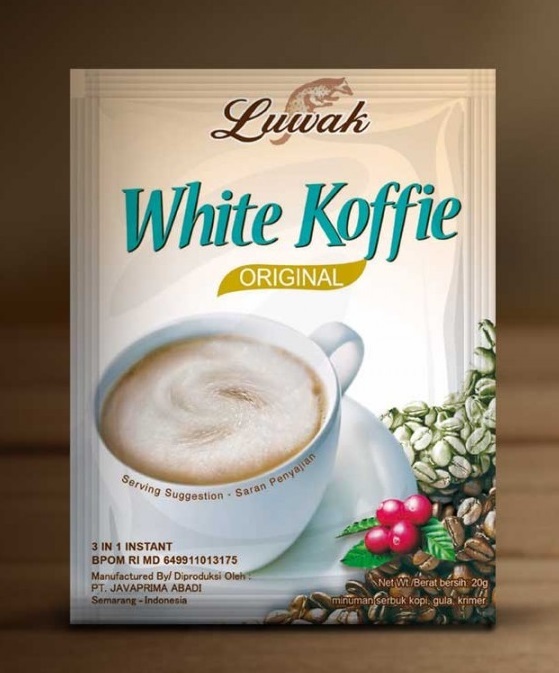 Luwak
White Koffie
ORIGINAL
Serving Suggestion - Saran Penyajian
3 IN 1 INSTANT
BPOM RI MD 649911013175
Manufactured By/ Diproduksi Oleh :
PT. JAVAPRIMA ABADI
Semarang - Indonesia
Net Wt /Berat bersih. 20g
minuman serbuk kopi, gula, krimer